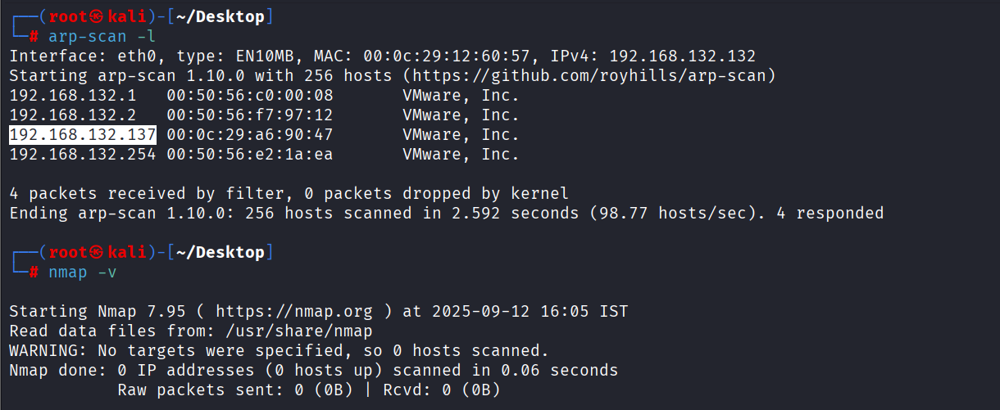 ┌──(root㉿kali)-[~/Desktop]
└─# arp-scan -l
Interface: eth0, type: EN10MB, MAC: 00:0c:29:12:60:57, IPv4: 192.168.132.132
Starting arp-scan 1.10.0 with 256 hosts (https://github.com/royhills/arp-scan)
192.168.132.1   00:50:56:c0:00:08       VMware, Inc.
192.168.132.2   00:50:56:f7:97:12       VMware, Inc.
192.168.132.137 00:0c:29:a6:90:47       VMware, Inc.
192.168.132.254 00:50:56:e2:1a:ea       VMware, Inc.
4 packets received by filter, 0 packets dropped by kernel
Ending arp-scan 1.10.0: 256 hosts scanned in 2.592 seconds (98.77 hosts/sec). 4 responded
┌──(root㉿kali)-[~/Desktop]
└─# nmap -v
Starting Nmap 7.95 ( https://nmap.org ) at 2025-09-12 16:05 IST
Read data files from: /usr/share/nmap
WARNING: No targets were specified, so 0 hosts scanned.
Nmap done: 0 IP addresses (0 hosts up) scanned in 0.06 seconds
           Raw packets sent: 0 (0B) | Rcvd: 0 (0B)